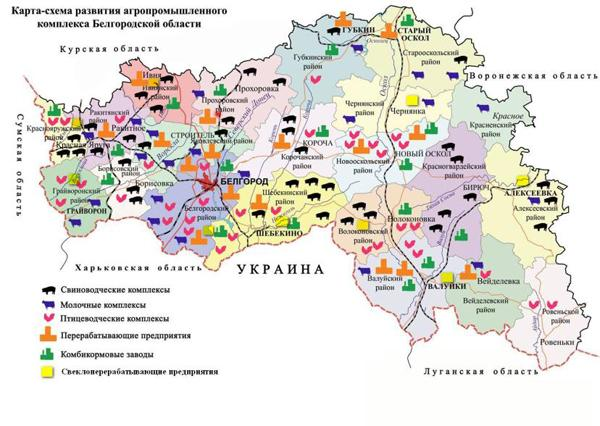 Карта-схема развития агропромышленного
комплекса Белгородской области
Курская область
ГУБКИН
СТАРЫЙ
ОСКОЛ
Губкинский
район
Старооскольский
район
Воронежская область
Ивня
Ивнянский
район
Прохоровка
Прохоровский
район
Сумская область
Ракитянский
район
Ракитное
Краснояружский
район
Красная Яруга
СТРОИТЕЛЬ
Яковлевский
район
Чернянский
район
Чернянка
Красное
Красненский
район
КОРОЧА
Корочанский
район
НОВЫЙ ОСКОЛ
Новооскольский
район
Красногвардейский
район
БИРЮЧ
АЛЕКСЕЕВКА
Алексеевский
район
Борисовский
район
Борисовка
Грайворонский
район
ГРАЙВОРОН
БЕЛГОРОД
Белгородский
район
Шебекинский
район
ШЕБЕКИНО
Волоконовка
Волоконовский
район
Харьковская область
УКРАИНА
Валуйский
район
ВАЛУЙКИ
Вейделевка
Вейделевский
район
Ровеньский
район
Ровеньки
Луганская область
Свиноводческие комплексы
Молочные комплексы
Птицеводческие комплексы
Перерабатывающие предприятия
Комбикормовые заводы
Свеклоперерабатывающие предприятия